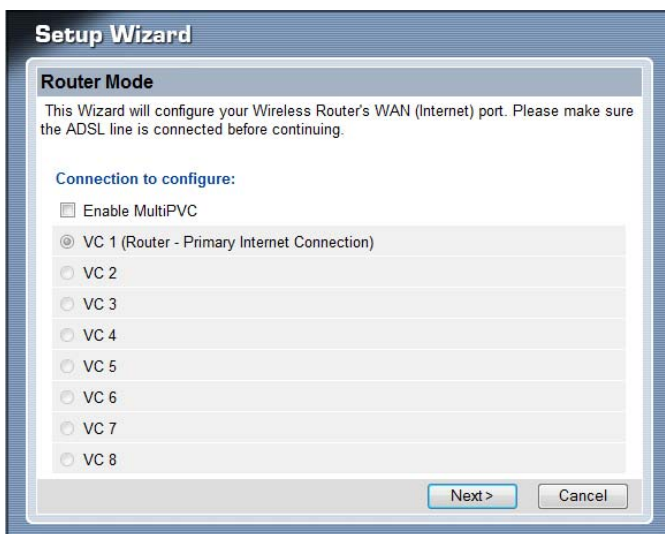 Setup Wizard
Router Mode
This Wizard will configure your Wireless Router's WAN (Internet) port. Please make sure
the ADSL line is connected before continuing.
Connection to configure:
Enable MultiPVC
VC 1 (Router - Primary Internet Connection)
VC 2
VC 3
VC 4
VC 5
VC 6
VC 7
VC 8
Next >
Cancel